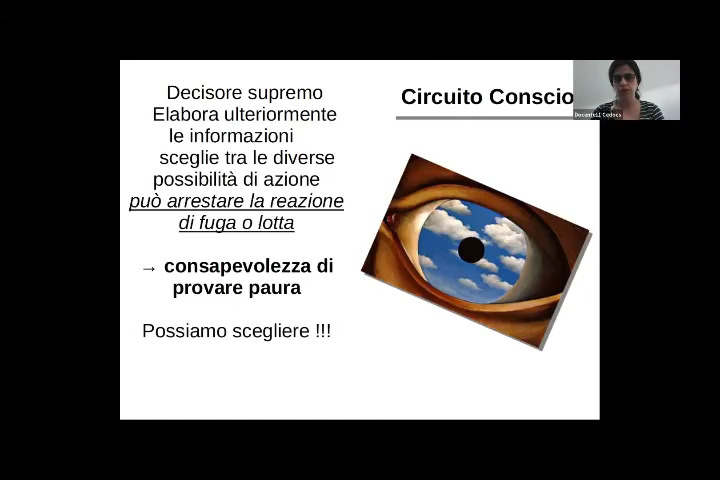 Decisore supremo
Elabora ulteriormente
le informazioni
sceglie tra le diverse
possibilità di azione
può arrestare la reazione
di fuga o lotta
→ consapevolezza di
provare paura
Possiamo scegliere !!!
Circuito Conscio